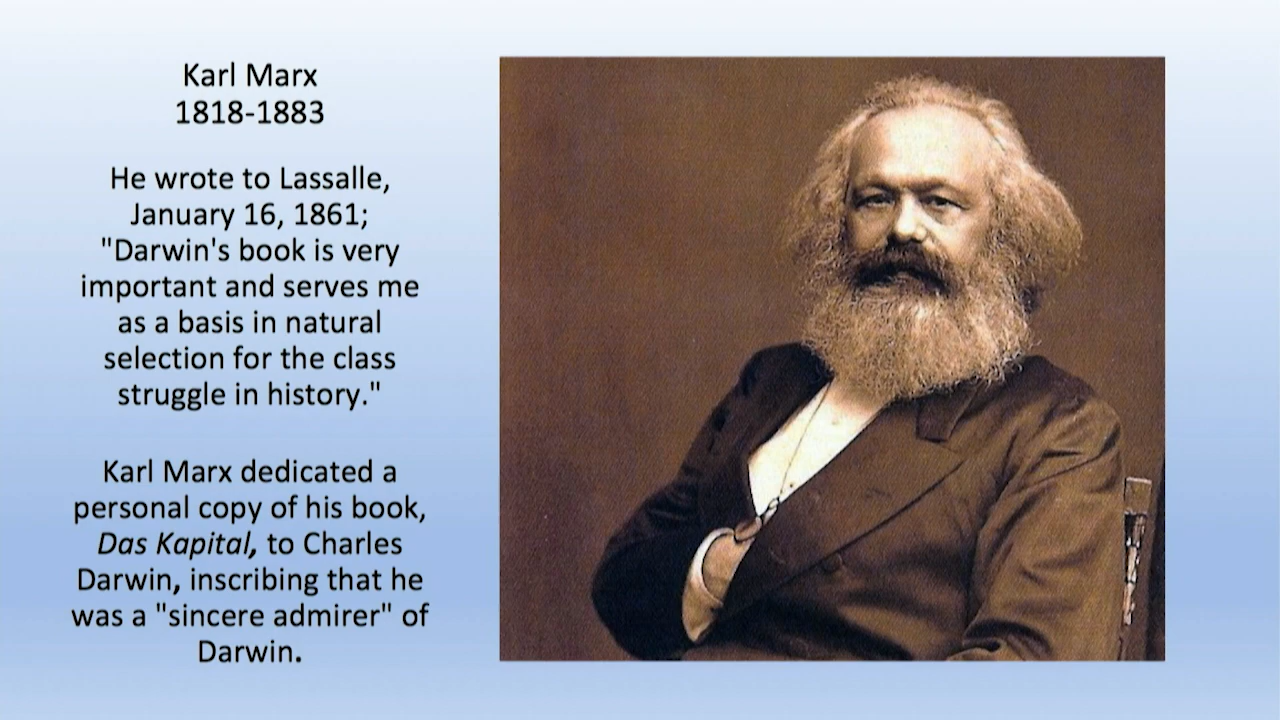 Karl Marx
1818-1883
He wrote to Lassalle,
January 16, 1861;
"Darwin's book is very
important and serves me
as a basis in natural
selection for the class
struggle in history."
Karl Marx dedicated a
personal copy of his book,
Das Kapital, to Charles
Darwin, inscribing that he
was a "sincere admirer" of
Darwin.